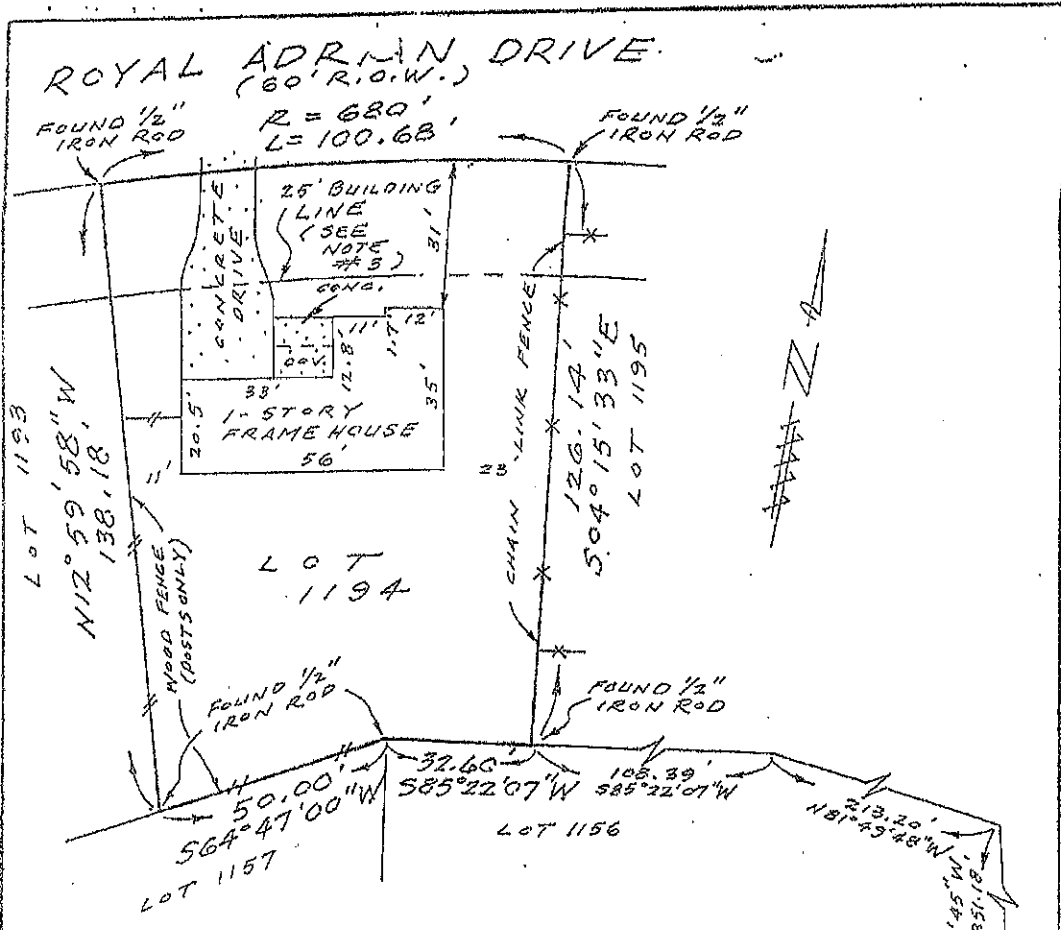 ROYAL ADRIAN DRIVE
(60' R.O.W.)
R = 680'
L= 100.68'
FOUND 1/2"
IRON ROD
FOUND 1/2"
IRON ROD
CONCRETE
DRIVE
25' BUILDING
LINE
(SEE
NOTE
#3)
CONC.
31'
COV.
11'
12.8'
1.7'
12'
35'
33'
20.5'
1-STORY
FRAME HOUSE
56'
11'
23'
CHAIN-LINK FENCE
126.14'
S04°15'33"E
LOT 1195
N
LOT 1193
N12°59'58"W
138.18'
WOOD FENCE
(POSTS ONLY)
LOT
1194
FOUND 1/2"
IRON ROD
FOUND 1/2"
IRON ROD
50.00'
S64°47'00"W
32.60'
S85°22'07"W
108.39'
S85°22'07"W
213.20'
N81°49'48"W
351.18'
'45"W
LOT 1157
LOT 1156